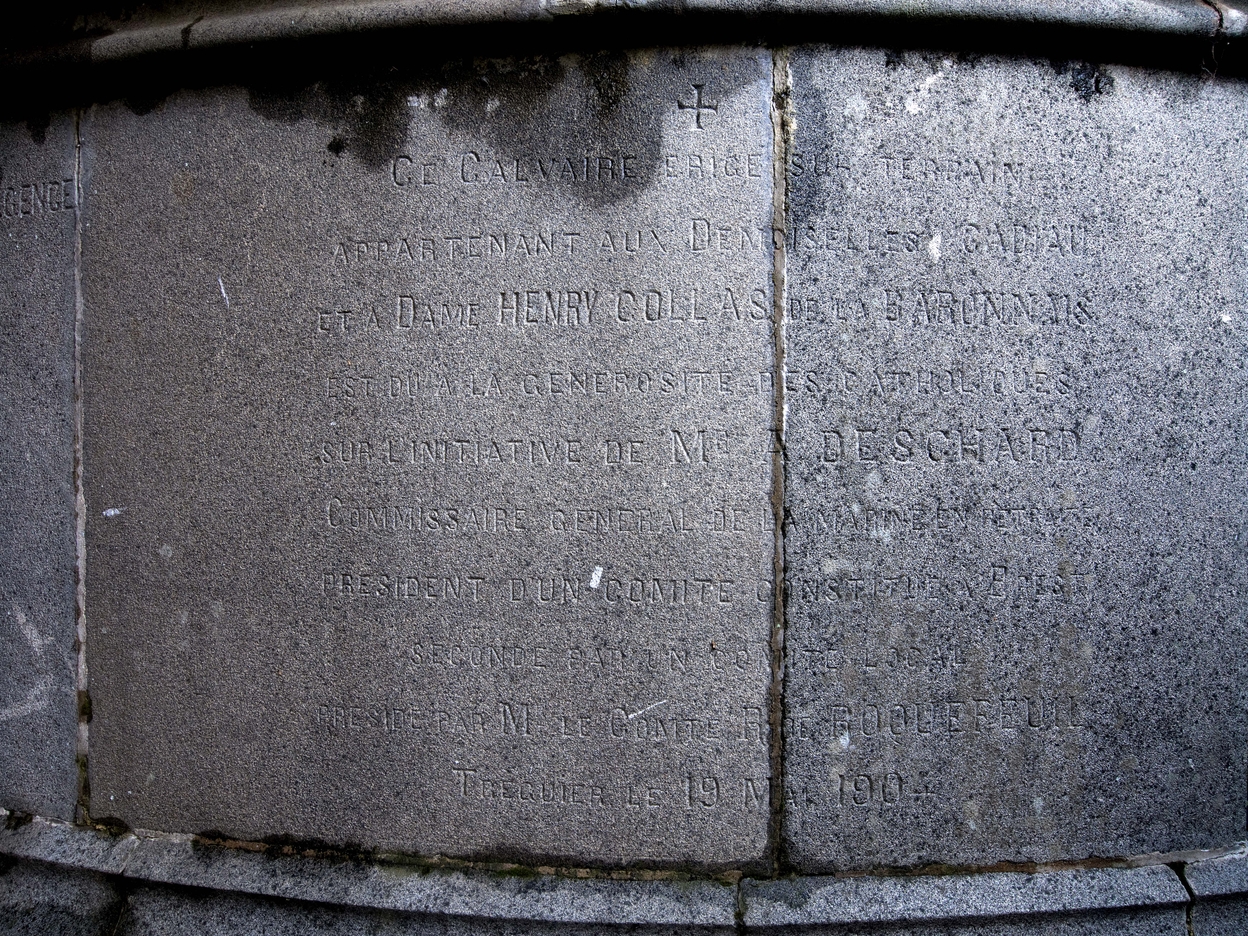 GENCE
CE CALVAIRE ERIGE SUR TERRAIN
APPARTENANT AUX DEMOISELLES CADIAU
ET A DAME HENRY COLLAS DE LA BARONNAIS
EST DU A LA GENEROSITE DES CATHOLIQUES
SUR L'INITIATIVE DE MR A DESCHARD
COMMISSAIRE GENERAL DE LA MARINE EN RETRAITE
PRESIDENT D'UN COMITE CONSTITUE A BREST
SECONDE PAR UN COMITE LOCAL
PRESIDE PAR MR LE COMTE R DE ROQUEFEUIL
TREGUIER LE 19 MAI 1904